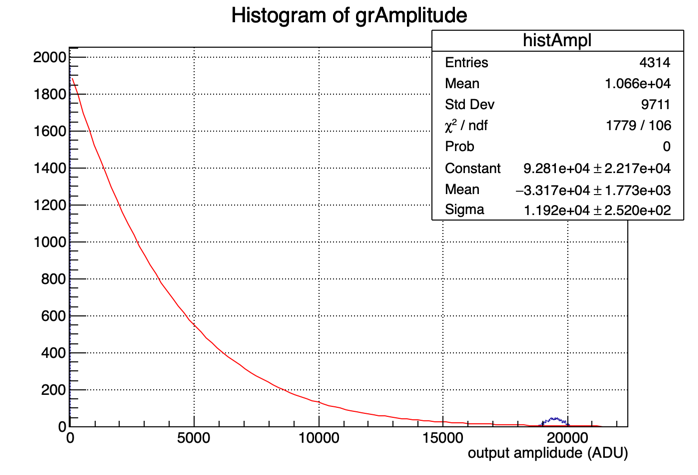 Histogram of grAmplitude
histAmpl
Entries 4314
Mean 1.066e+04
Std Dev 9711
χ² / ndf 1779 / 106
Prob 0
Constant 9.281e+04 ± 2.217e+04
Mean −3.317e+04 ± 1.773e+03
Sigma 1.192e+04 ± 2.520e+02
2000
1800
1600
1400
1200
1000
800
600
400
200
0
0 5000 10000 15000 20000
output amplidude (ADU)